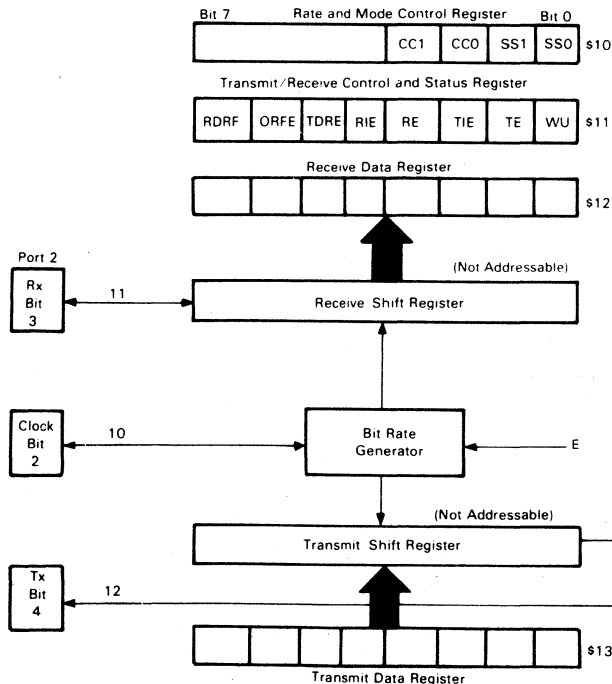 Bit 7 Rate and Mode Control Register Bit 0
CC1 CC0 SS1 SS0 $10
Transmit/Receive Control and Status Register
RDRF ORFE TDRE RIE RE TIE TE WU $11
Receive Data Register
$12
Port 2
(Not Addressable)
Rx
Bit
3
11
Receive Shift Register
Clock
Bit
2
10
Bit Rate
Generator
E
(Not Addressable)
Transmit Shift Register
Tx
Bit
4
12
$13
Transmit Data Register